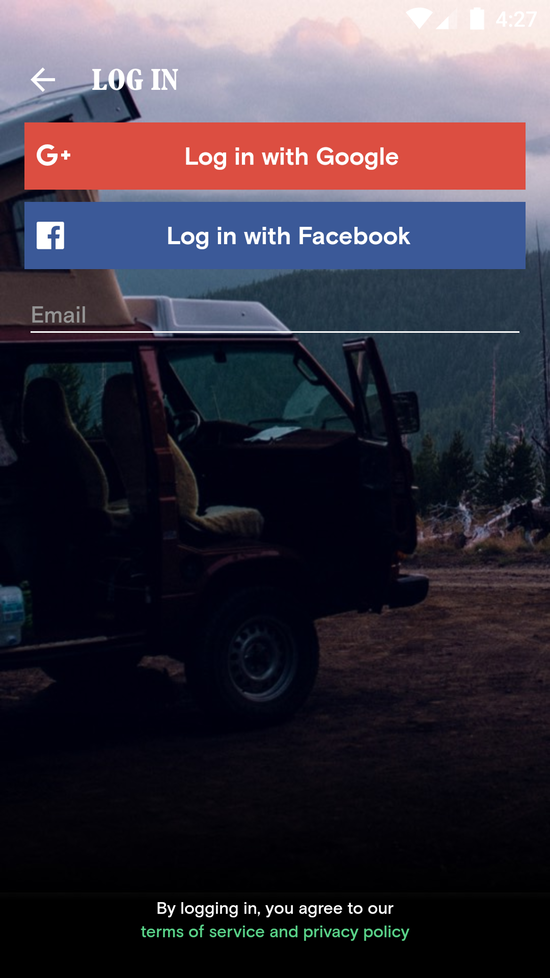 4:27
LOG IN
G+ Log in with Google
Log in with Facebook
Email
By logging in, you agree to our
terms of service and privacy policy